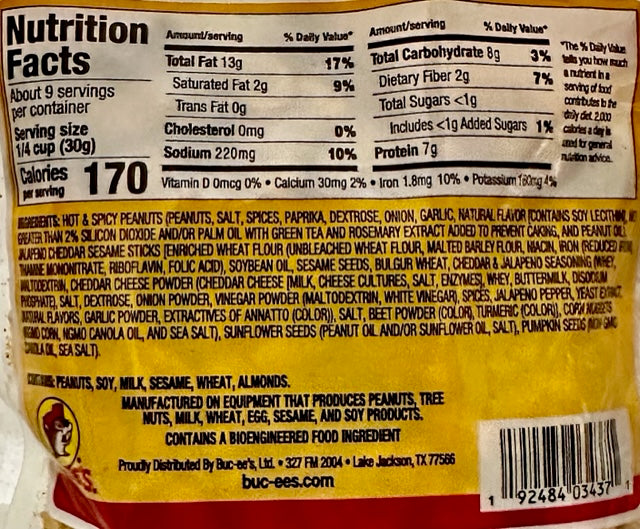 Nutrition
Facts
About 9 servings
per container
Serving size
1/4 cup (30g)
Calories
per serving
170
Amount/serving % Daily Value*
Total Fat 13g 17%
Saturated Fat 2g 9%
Trans Fat 0g
Cholesterol 0mg 0%
Sodium 220mg 10%
Amount/serving % Daily Value*
Total Carbohydrate 8g 3%
Dietary Fiber 2g 7%
Total Sugars <1g
Includes <1g Added Sugars 1%
Protein 7g
Vitamin D 0mcg 0% • Calcium 30mg 2% • Iron 1.8mg 10% • Potassium 160mg 4%
*The % Daily Value
tells you how much
a nutrient in a
serving of food
contributes to the
daily diet. 2,000
calories a day is
used for general
nutrition advice.
INGREDIENTS: HOT & SPICY PEANUTS (PEANUTS, SALT, SPICES, PAPRIKA, DEXTROSE, ONION, GARLIC, NATURAL FLAVOR [CONTAINS SOY LECITHIN],
GREATER THAN 2% SILICON DIOXIDE AND/OR PALM OIL WITH GREEN TEA AND ROSEMARY EXTRACT ADDED TO PREVENT CAKING, AND PEANUT OIL),
JALAPENO CHEDDAR SESAME STICKS (ENRICHED WHEAT FLOUR (UNBLEACHED WHEAT FLOUR, MALTED BARLEY FLOUR, NIACIN, IRON (REDUCED
THIAMINE MONONITRATE, RIBOFLAVIN, FOLIC ACID), SOYBEAN OIL, SESAME SEEDS, BULGUR WHEAT, CHEDDAR & JALAPENO SEASONING (WHEY,
MALTODEXTRIN, CHEDDAR CHEESE POWDER (CHEDDAR CHEESE [MILK, CHEESE CULTURES, SALT, ENZYMES], WHEY, BUTTERMILK, DISODIUM
PHOSPHATE), SALT, DEXTROSE, ONION POWDER, VINEGAR POWDER (MALTODEXTRIN, WHITE VINEGAR), SPICES, JALAPENO PEPPER, YEAST EXTRACT,
NATURAL FLAVORS, GARLIC POWDER, EXTRACTIVES OF ANNATTO (COLOR)), SALT, BEET POWDER (COLOR), TURMERIC (COLOR)), CORN NUGGETS
CORN, NGMO CANOLA OIL, AND SEA SALT), SUNFLOWER SEEDS (PEANUT OIL AND/OR SUNFLOWER OIL, SALT), PUMPKIN SEEDS (NON GMO
CANOLA OIL, SEA SALT).
CONTAINS: PEANUTS, SOY, MILK, SESAME, WHEAT, ALMONDS.
MANUFACTURED ON EQUIPMENT THAT PRODUCES PEANUTS, TREE
NUTS, MILK, WHEAT, EGG, SESAME, AND SOY PRODUCTS.
CONTAINS A BIOENGINEERED FOOD INGREDIENT
Proudly Distributed By Buc-ee's, Ltd. • 327 FM 2004 • Lake Jackson, TX 77566
buc-ees.com
1 92484 03437 1